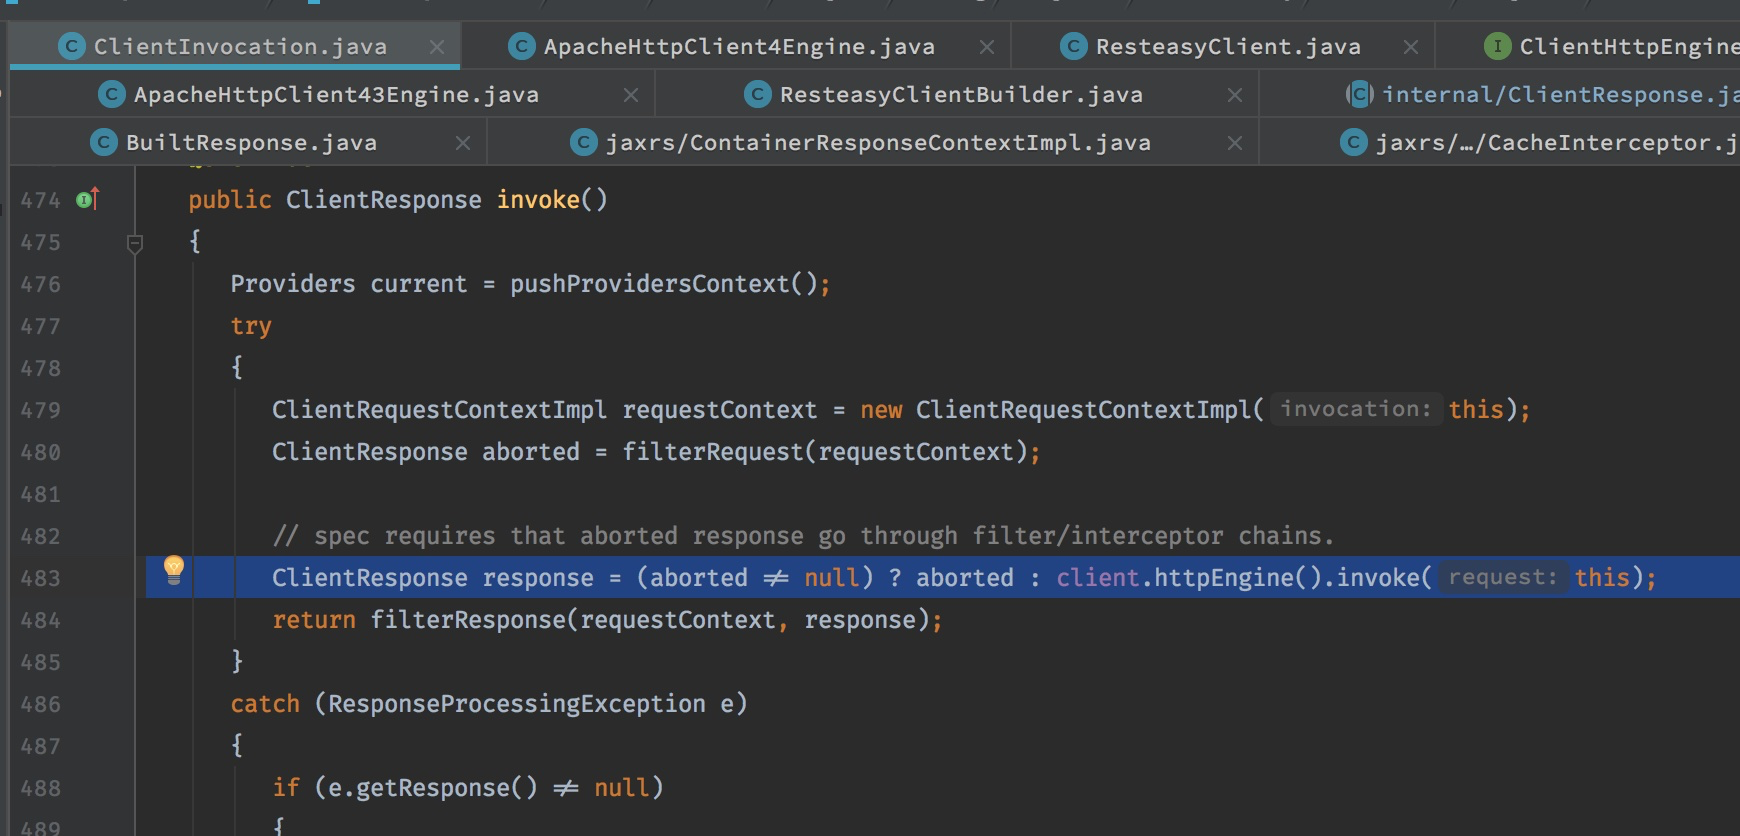 ClientInvocation.java ApacheHttpClient4Engine.java ResteasyClient.java ClientHttpEngine
ApacheHttpClient43Engine.java ResteasyClientBuilder.java internal/ClientResponse.ja
BuiltResponse.java jaxrs/ContainerResponseContextImpl.java jaxrs/…/CacheInterceptor.j
474 public ClientResponse invoke()
475 {
476 Providers current = pushProvidersContext();
477 try
478 {
479 ClientRequestContextImpl requestContext = new ClientRequestContextImpl( invocation: this);
480 ClientResponse aborted = filterRequest(requestContext);
481
482 // spec requires that aborted response go through filter/interceptor chains.
483 ClientResponse response = (aborted ≠ null) ? aborted : client.httpEngine().invoke( request: this);
484 return filterResponse(requestContext, response);
485 }
486 catch (ResponseProcessingException e)
487 {
488 if (e.getResponse() ≠ null)
489 {